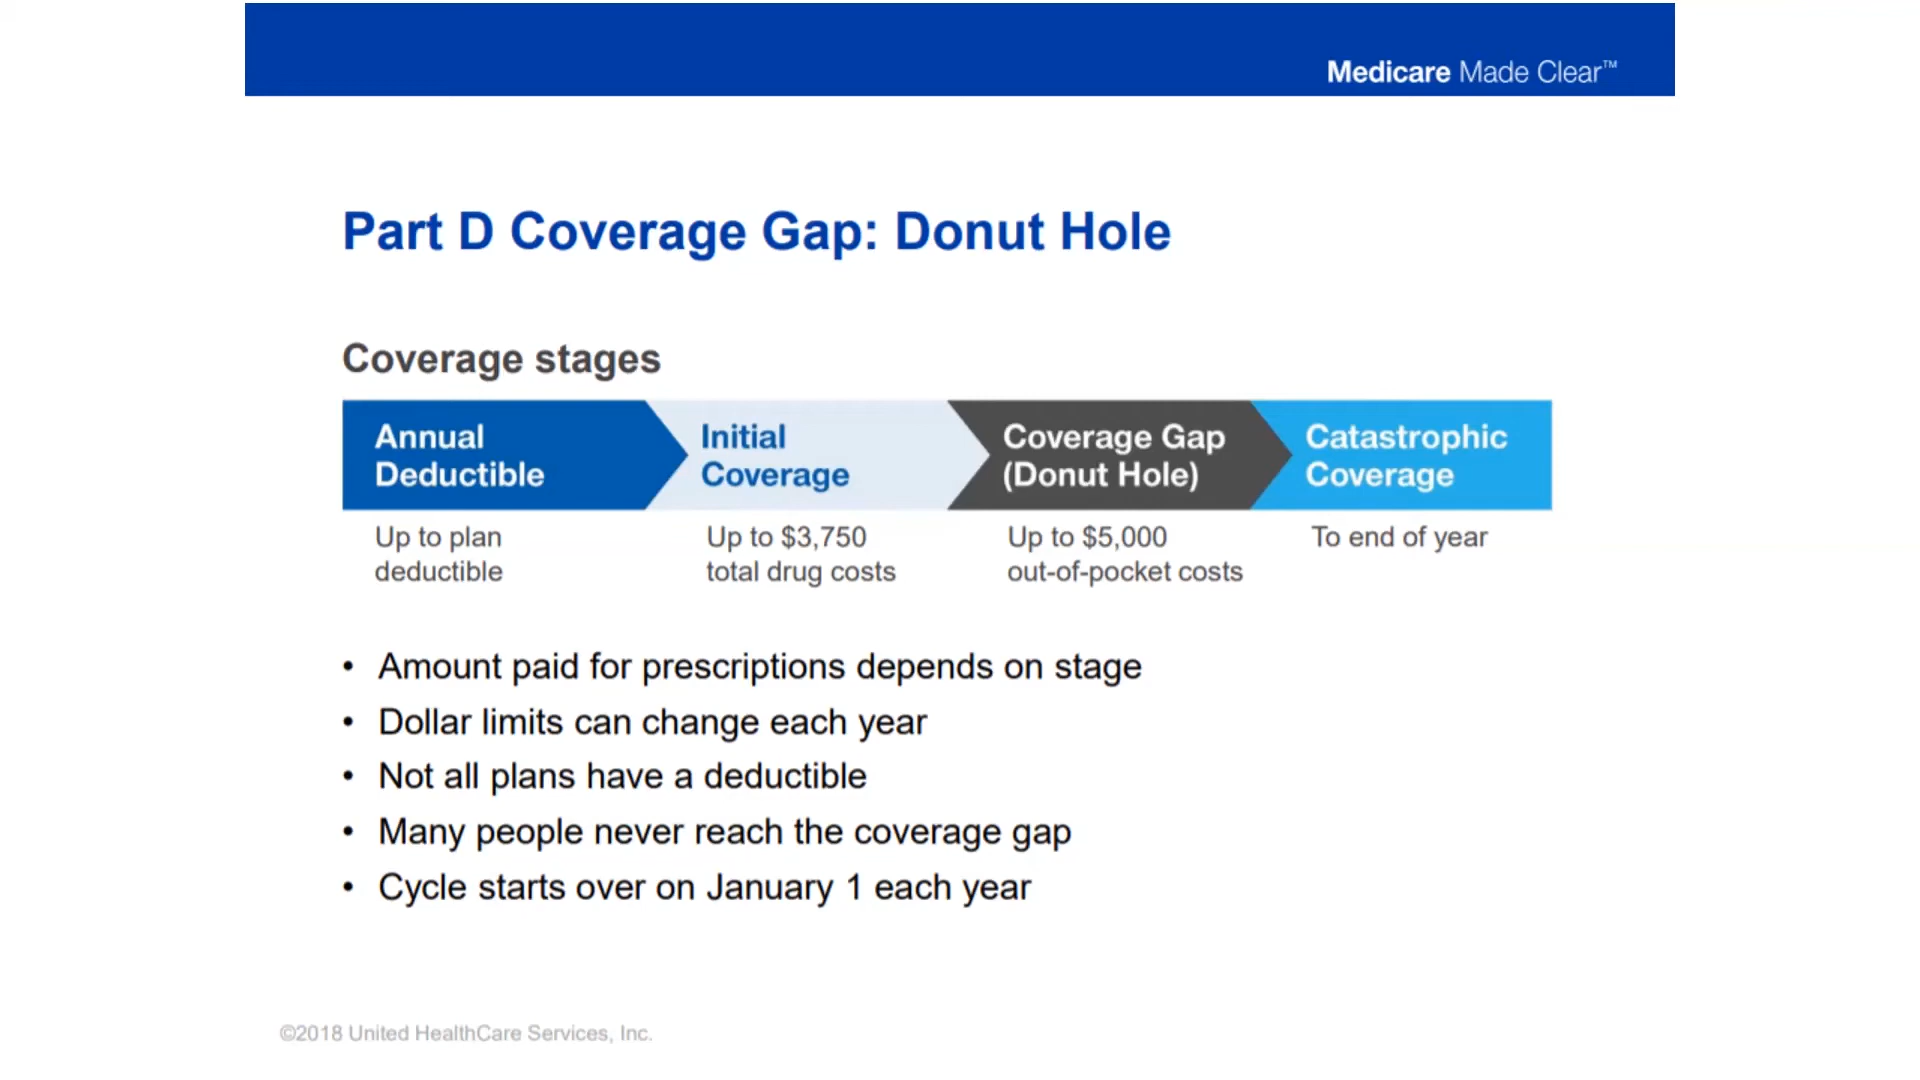 Medicare Made Clear™
Part D Coverage Gap: Donut Hole
Coverage stages
Annual
Deductible
Up to plan
deductible
Initial
Coverage
Up to $3,750
total drug costs
Coverage Gap
(Donut Hole)
Up to $5,000
out-of-pocket costs
Catastrophic
Coverage
To end of year
• Amount paid for prescriptions depends on stage
• Dollar limits can change each year
• Not all plans have a deductible
• Many people never reach the coverage gap
• Cycle starts over on January 1 each year
©2018 United HealthCare Services, Inc.